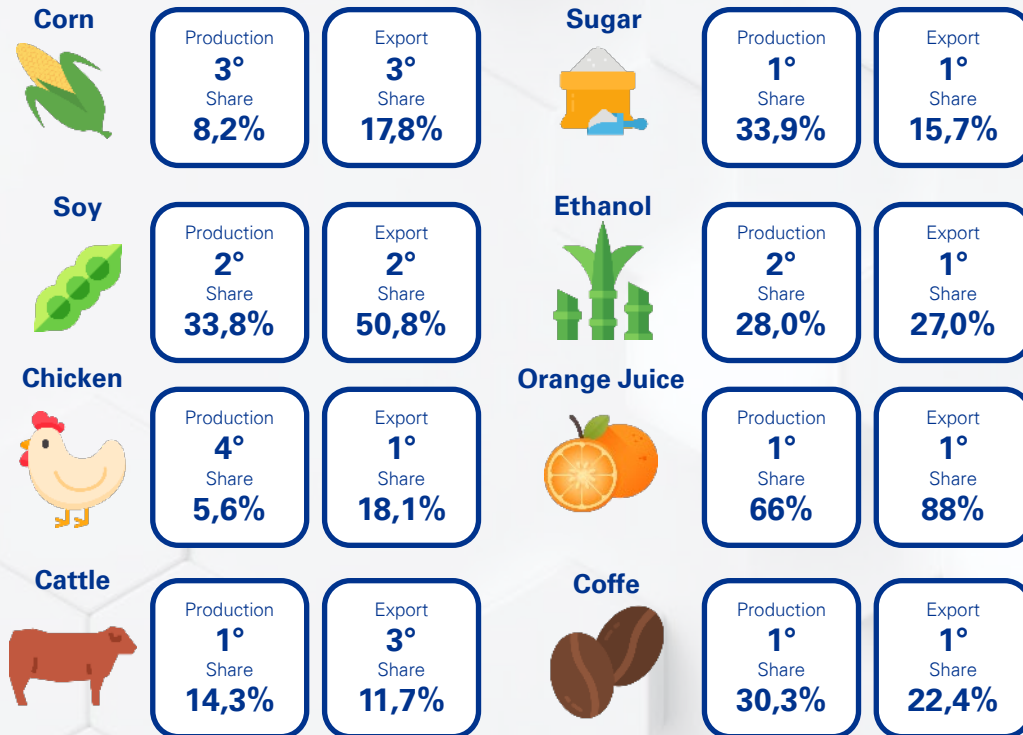 Corn
Production
3°
Share
8,2%
Export
3°
Share
17,8%
Sugar
Production
1°
Share
33,9%
Export
1°
Share
15,7%
Soy
Production
2°
Share
33,8%
Export
2°
Share
50,8%
Ethanol
Production
2°
Share
28,0%
Export
1°
Share
27,0%
Chicken
Production
4°
Share
5,6%
Export
1°
Share
18,1%
Orange Juice
Production
1°
Share
66%
Export
1°
Share
88%
Cattle
Production
1°
Share
14,3%
Export
3°
Share
11,7%
Coffe
Production
1°
Share
30,3%
Export
1°
Share
22,4%